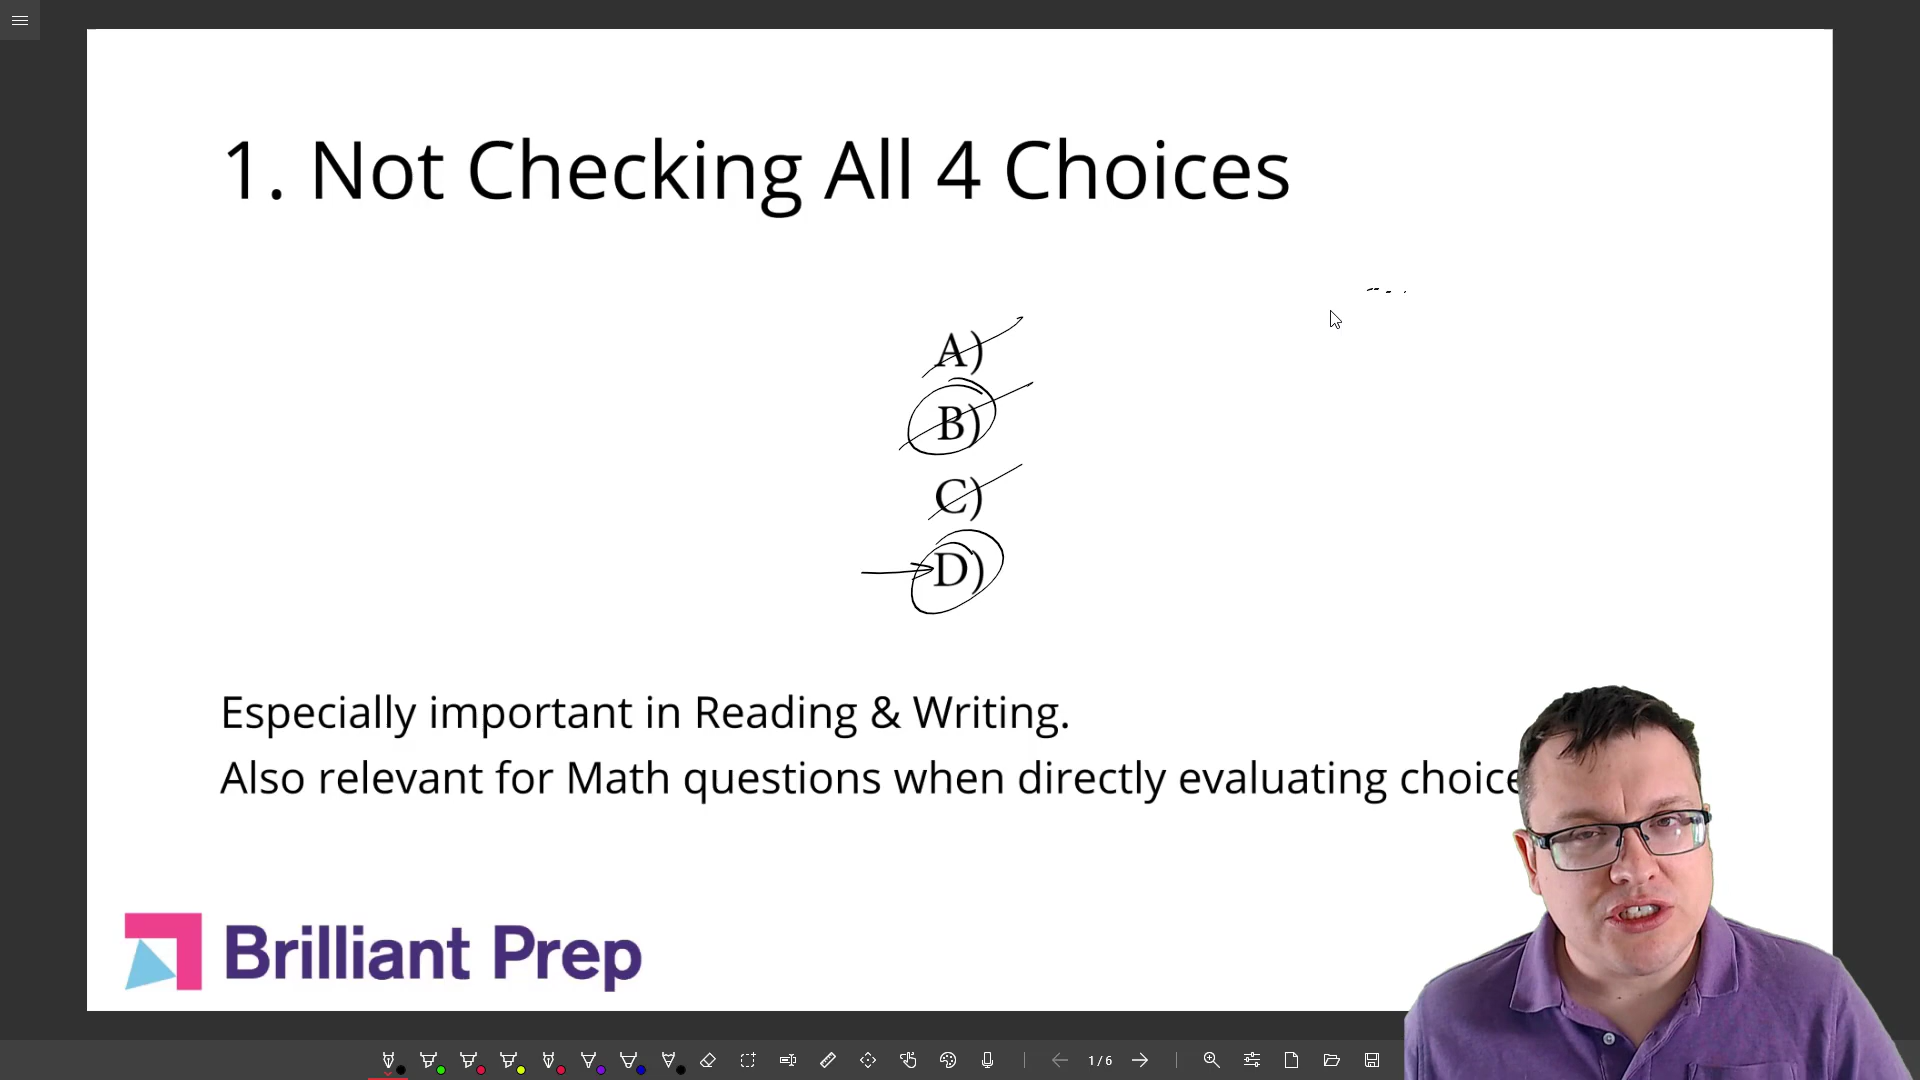 1. Not Checking All 4 Choices
A)
B)
C)
D)
Especially important in Reading & Writing.
Also relevant for Math questions when directly evaluating choice
Brilliant Prep
1/6